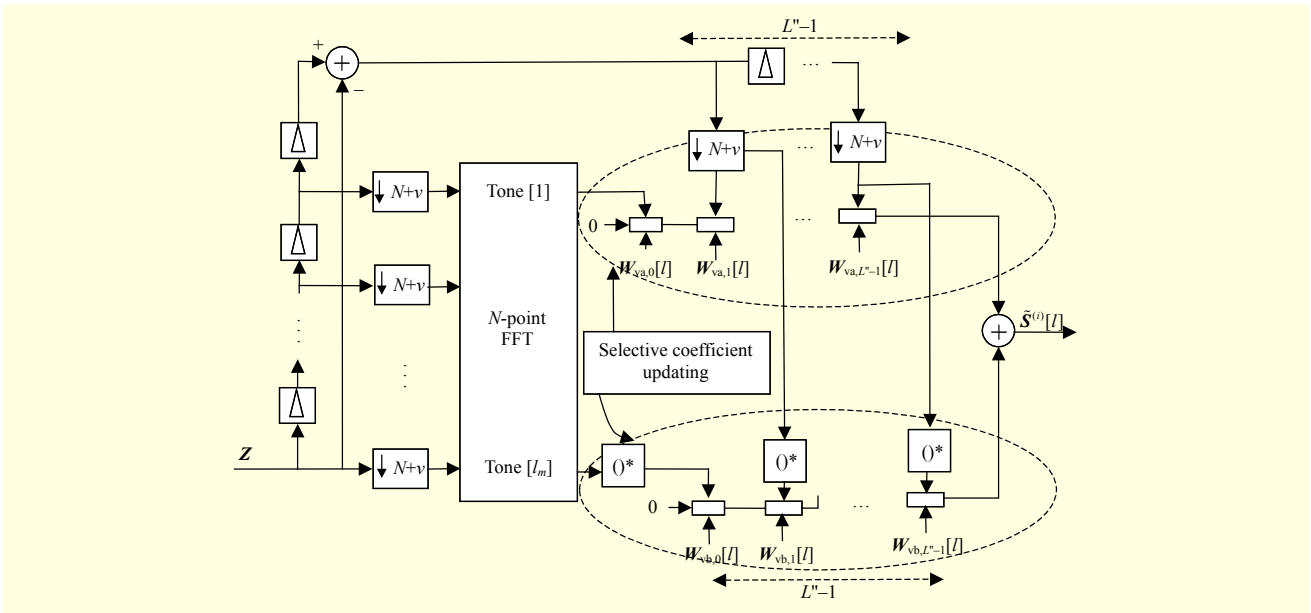 L"–1
+
+
–
Δ
…
Δ
↓ N+v
…
↓ N+v
↓ N+v
Tone [1]
0
…
Δ
W_va,0[l]
W_va,1[l]
W_va,L"–1[l]
↓ N+v
N-point
FFT
S̃^(i)[l]
+
Selective coefficient
updating
Δ
Z
↓ N+v
Tone [l_m]
()*
()*
()*
0
…
W_vb,0[l]
W_vb,1[l]
W_vb,L"–1[l]
L"–1